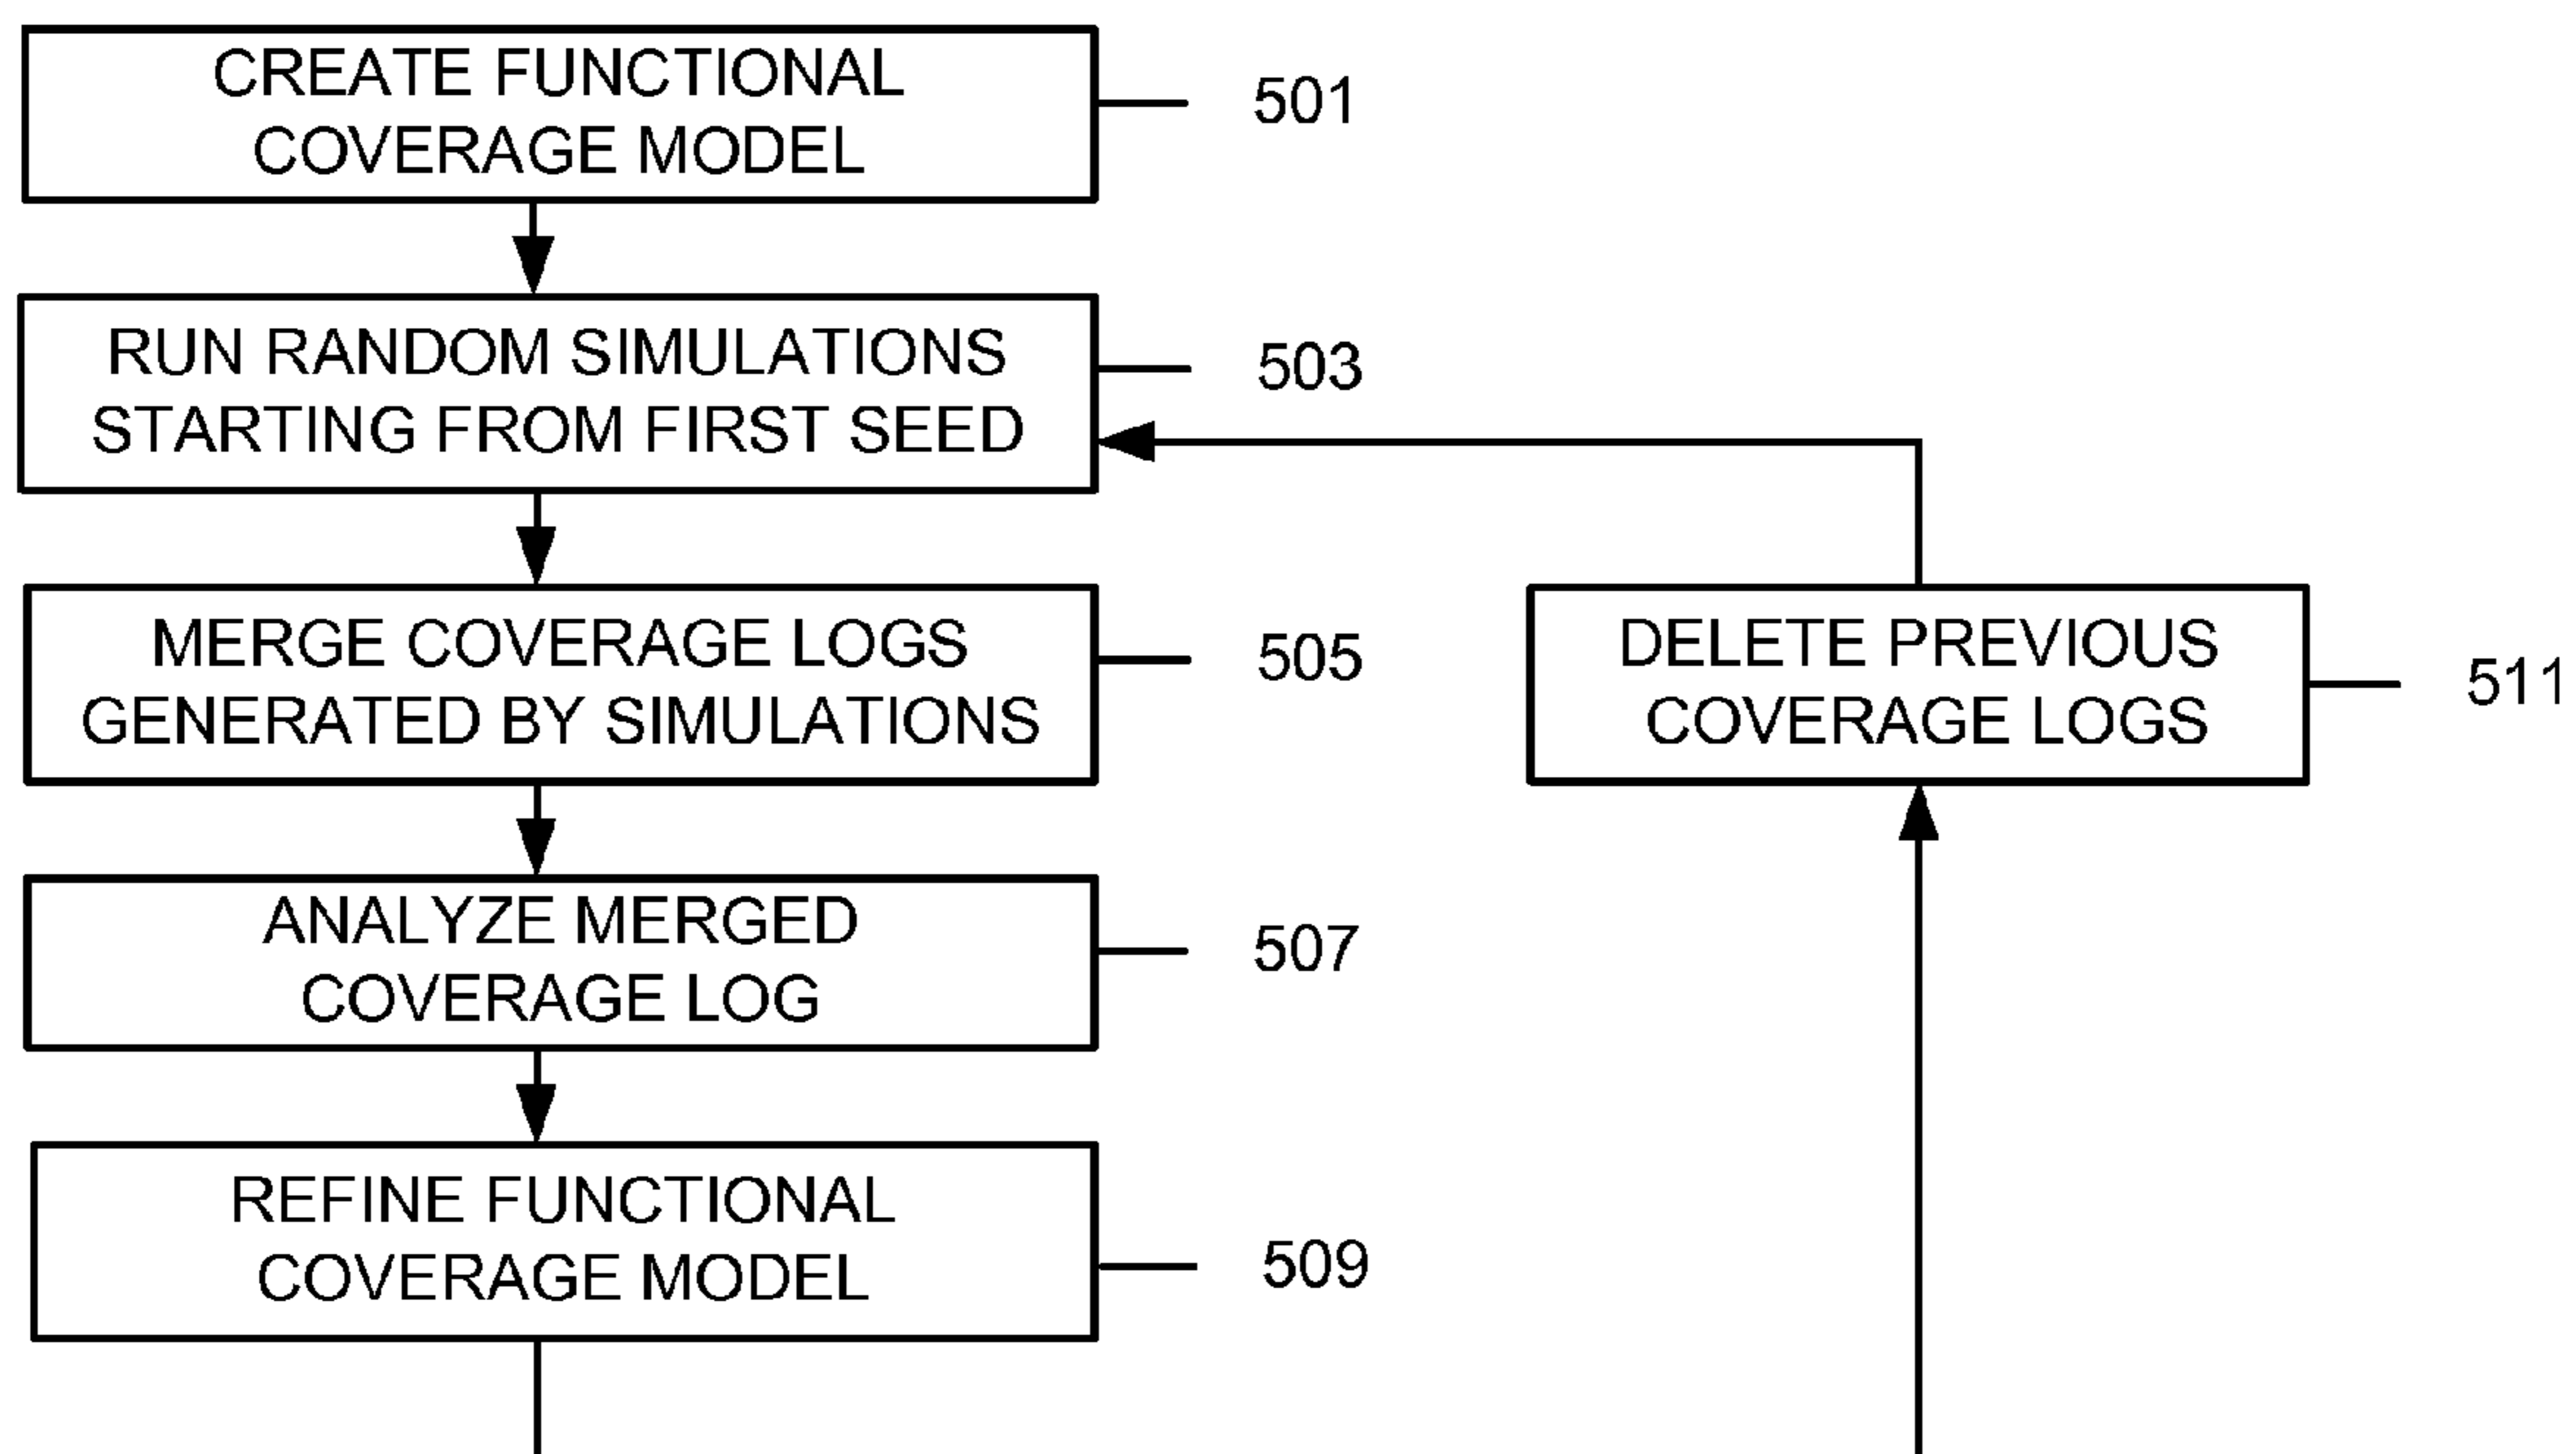 CREATE FUNCTIONAL
COVERAGE MODEL
501
RUN RANDOM SIMULATIONS
STARTING FROM FIRST SEED
503
MERGE COVERAGE LOGS
GENERATED BY SIMULATIONS
505
DELETE PREVIOUS
COVERAGE LOGS
511
ANALYZE MERGED
COVERAGE LOG
507
REFINE FUNCTIONAL
COVERAGE MODEL
509